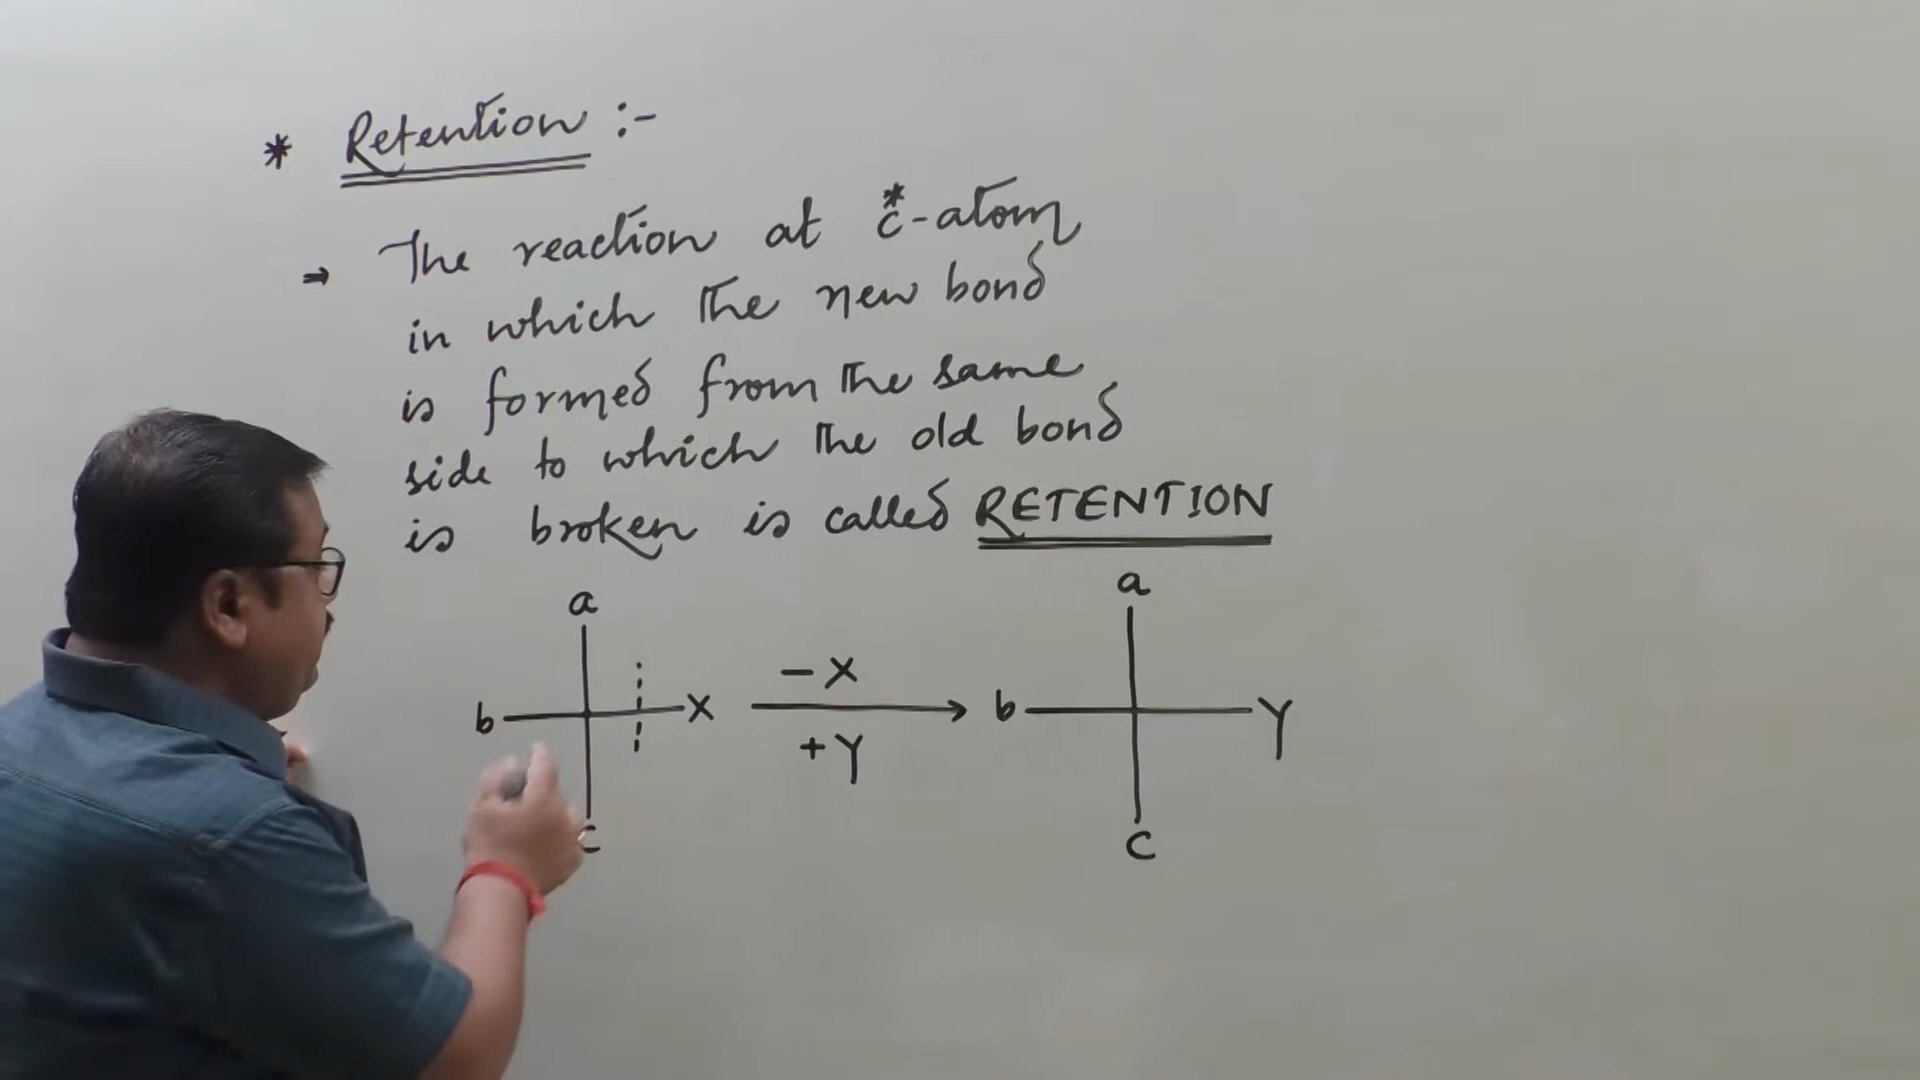 * Retention :-
⇒ The reaction at C*-atom
in which the new bond
is formed from the same
side to which the old bond
is broken is called RETENTION
a
b
X
c
-X
+Y
a
b
Y
c